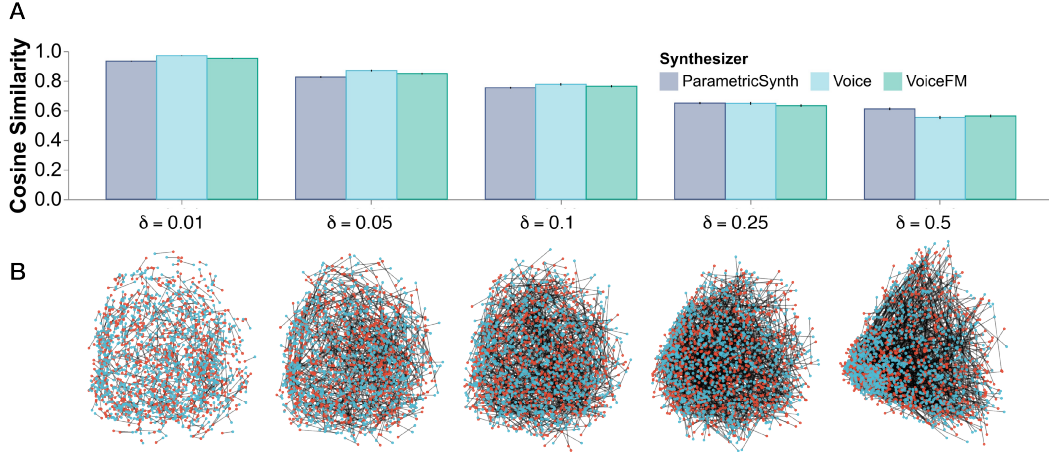 A
Cosine Similarity
1.0
0.8
0.6
0.4
0.2
0.0
Synthesizer
ParametricSynth Voice VoiceFM
δ = 0.01 δ = 0.05 δ = 0.1 δ = 0.25 δ = 0.5
B